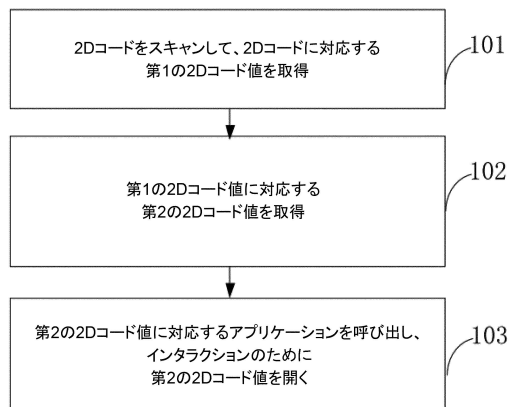 2Dコードをスキャンして、2Dコードに対応する
第1の2Dコード値を取得
101
第1の2Dコード値に対応する
第2の2Dコード値を取得
102
第2の2Dコード値に対応するアプリケーションを呼び出し、
インタラクションのために
第2の2Dコード値を開く
103